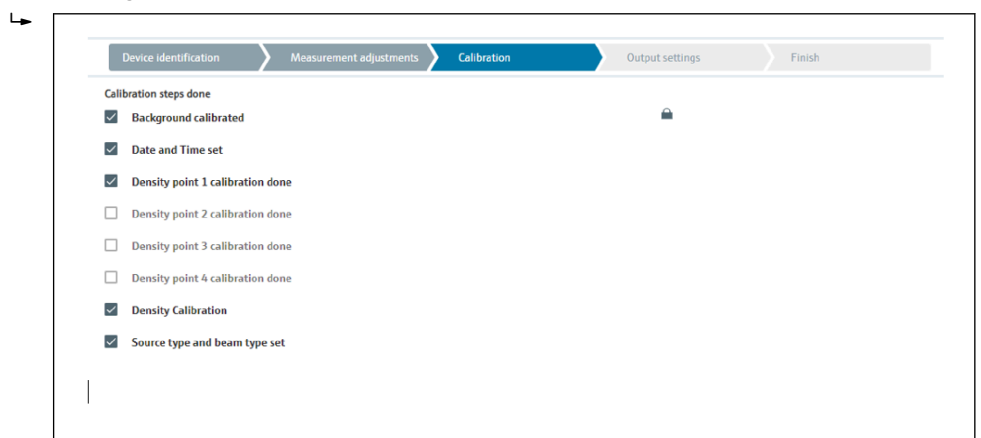 Device identification Measurement adjustments Calibration Output settings Finish
Calibration steps done
Background calibrated
Date and Time set
Density point 1 calibration done
Density point 2 calibration done
Density point 3 calibration done
Density point 4 calibration done
Density Calibration
Source type and beam type set